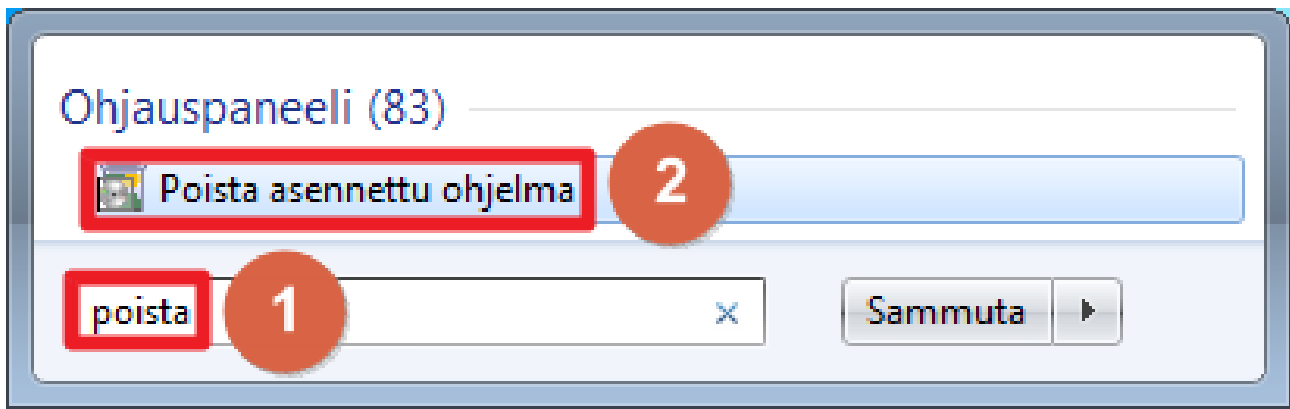 Ohjauspaneeli (83)
Poista asennettu ohjelma 2
poista 1 Sammuta